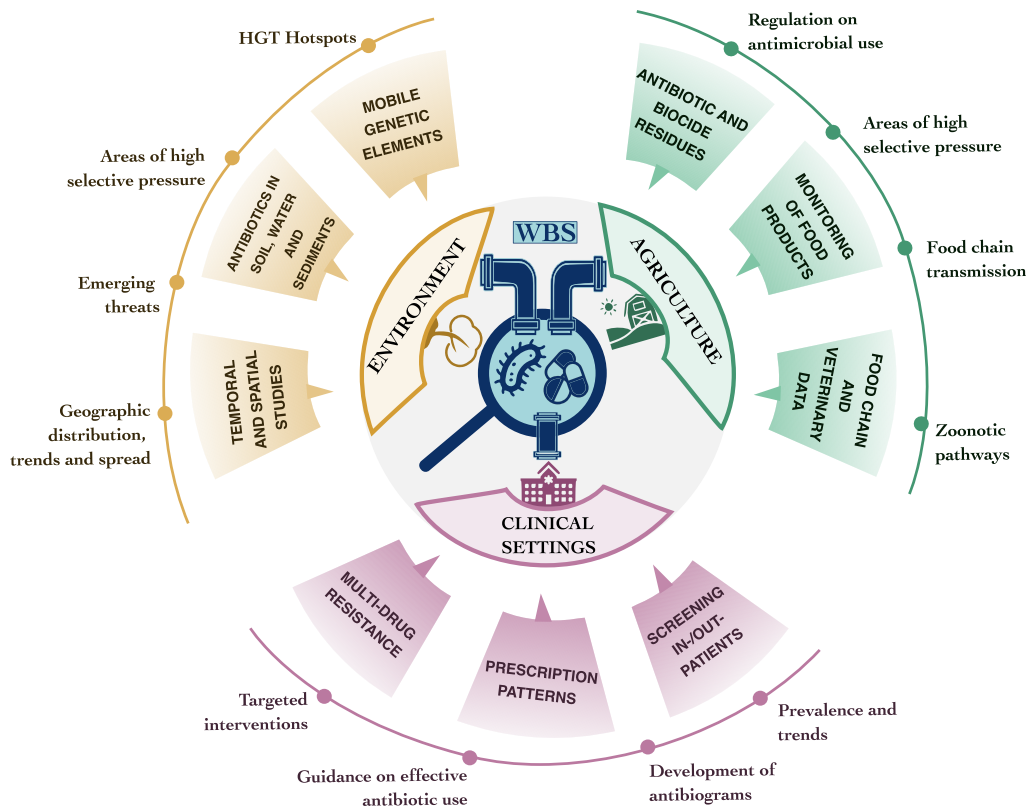 HGT Hotspots
Areas of high
selective pressure
Emerging
threats
Geographic
distribution,
trends and spread
MOBILE
GENETIC
ELEMENTS
ANTIBIOTICS IN
SOIL, WATER
AND
SEDIMENTS
TEMPORAL
AND SPATIAL
STUDIES
ENVIRONMENT
WBS
AGRICULTURE
Regulation on
antimicrobial use
Areas of high
selective pressure
Food chain
transmission
Zoonotic
pathways
ANTIBIOTIC AND
BIOCIDE
RESIDUES
MONITORING
OF FOOD
PRODUCTS
FOOD CHAIN
AND
VETERINARY
DATA
CLINICAL
SETTINGS
MULTI-DRUG
RESISTANCE
PRESCRIPTION
PATTERNS
SCREENING
IN-/OUT-
PATIENTS
Targeted
interventions
Guidance on effective
antibiotic use
Development of
antibiograms
Prevalence and
trends